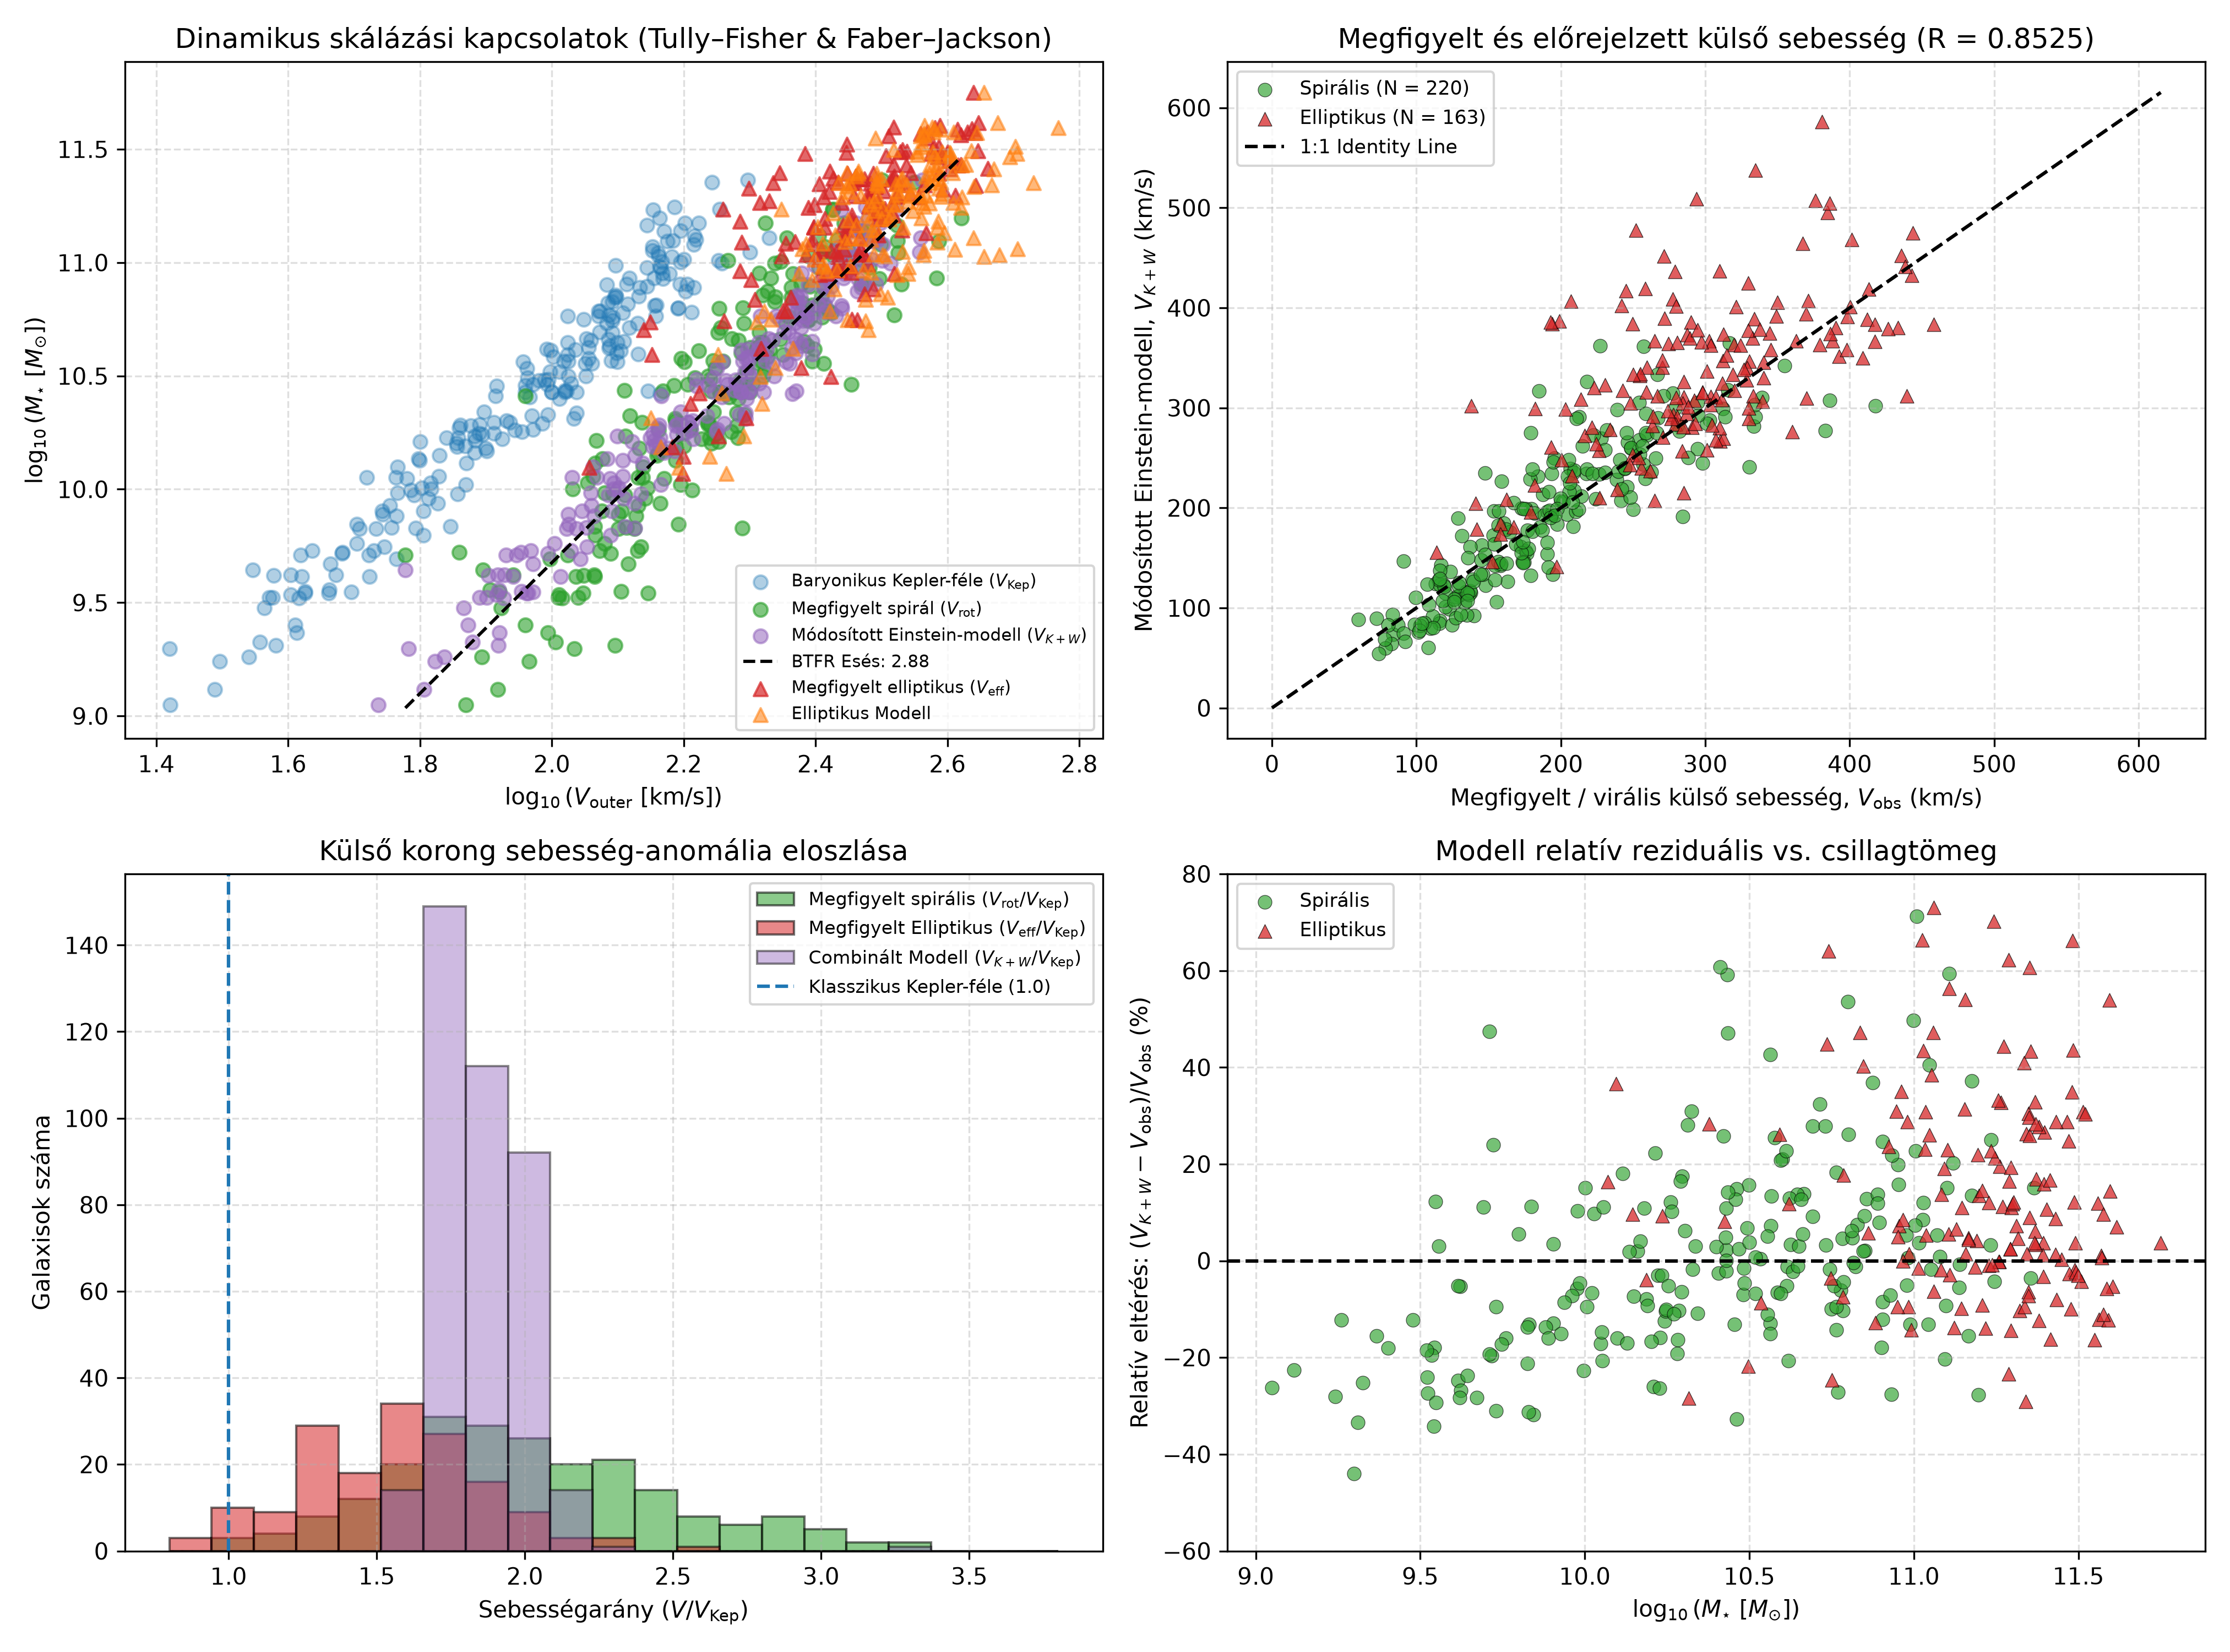 Dinamikus skálázási kapcsolatok (Tully–Fisher & Faber–Jackson)
log₁₀ (M⋆ [M⊙])
11.5
11.0
10.5
10.0
9.5
9.0
Baryonikus Kepler-féle (V_Kep)
Megfigyelt spirál (V_rot)
Módosított Einstein-modell (V_K+W)
BTFR Esés: 2.88
Megfigyelt elliptikus (V_eff)
Elliptikus Modell
1.4 1.6 1.8 2.0 2.2 2.4 2.6 2.8
log₁₀ (V_outer [km/s])
Megfigyelt és előrejelzett külső sebesség (R = 0.8525)
Módosított Einstein-modell, V_K+W (km/s)
Spirális (N = 220)
Elliptikus (N = 163)
1:1 Identity Line
600
500
400
300
200
100
0
0 100 200 300 400 500 600
Megfigyelt / virális külső sebesség, V_obs (km/s)
Külső korong sebesség-anomália eloszlása
Galaxisok száma
Megfigyelt spirális (V_rot/V_Kep)
Megfigyelt Elliptikus (V_eff/V_Kep)
Combinált Modell (V_K+W/V_Kep)
Klasszikus Kepler-féle (1.0)
140
120
100
80
60
40
20
0
1.0 1.5 2.0 2.5 3.0 3.5
Sebességarány (V/V_Kep)
Modell relatív reziduális vs. csillagtömeg
Relatív eltérés: (V_K+W − V_obs)/V_obs (%)
Spirális
Elliptikus
80
60
40
20
0
−20
−40
−60
9.0 9.5 10.0 10.5 11.0 11.5
log₁₀ (M⋆ [M⊙])